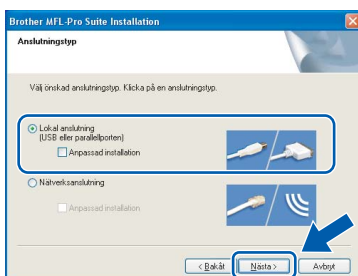 Brother MFL-Pro Suite Installation
Anslutningstyp
Välj önskad anslutningstyp. Klicka på en anslutningstyp.
Lokal anslutning
(USB eller parallellporten)
Anpassad installation
Nätverksanslutning
Anpassad installation
< Bakåt
Nästa >
Avbryt